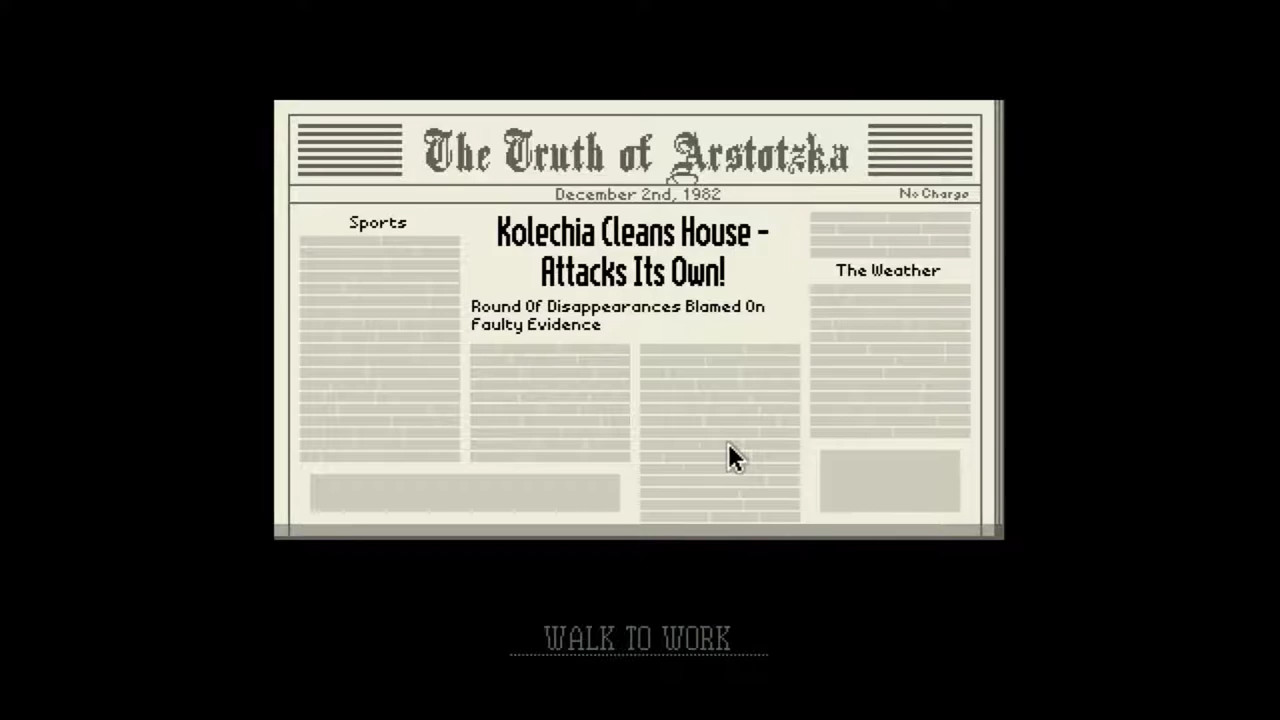 The Truth of Arstotzka
December 2nd, 1982
No Charge
Sports
Kolechia Cleans House -
Attacks Its Own!
Round Of Disappearances Blamed On
Faulty Evidence
The Weather
WALK TO WORK